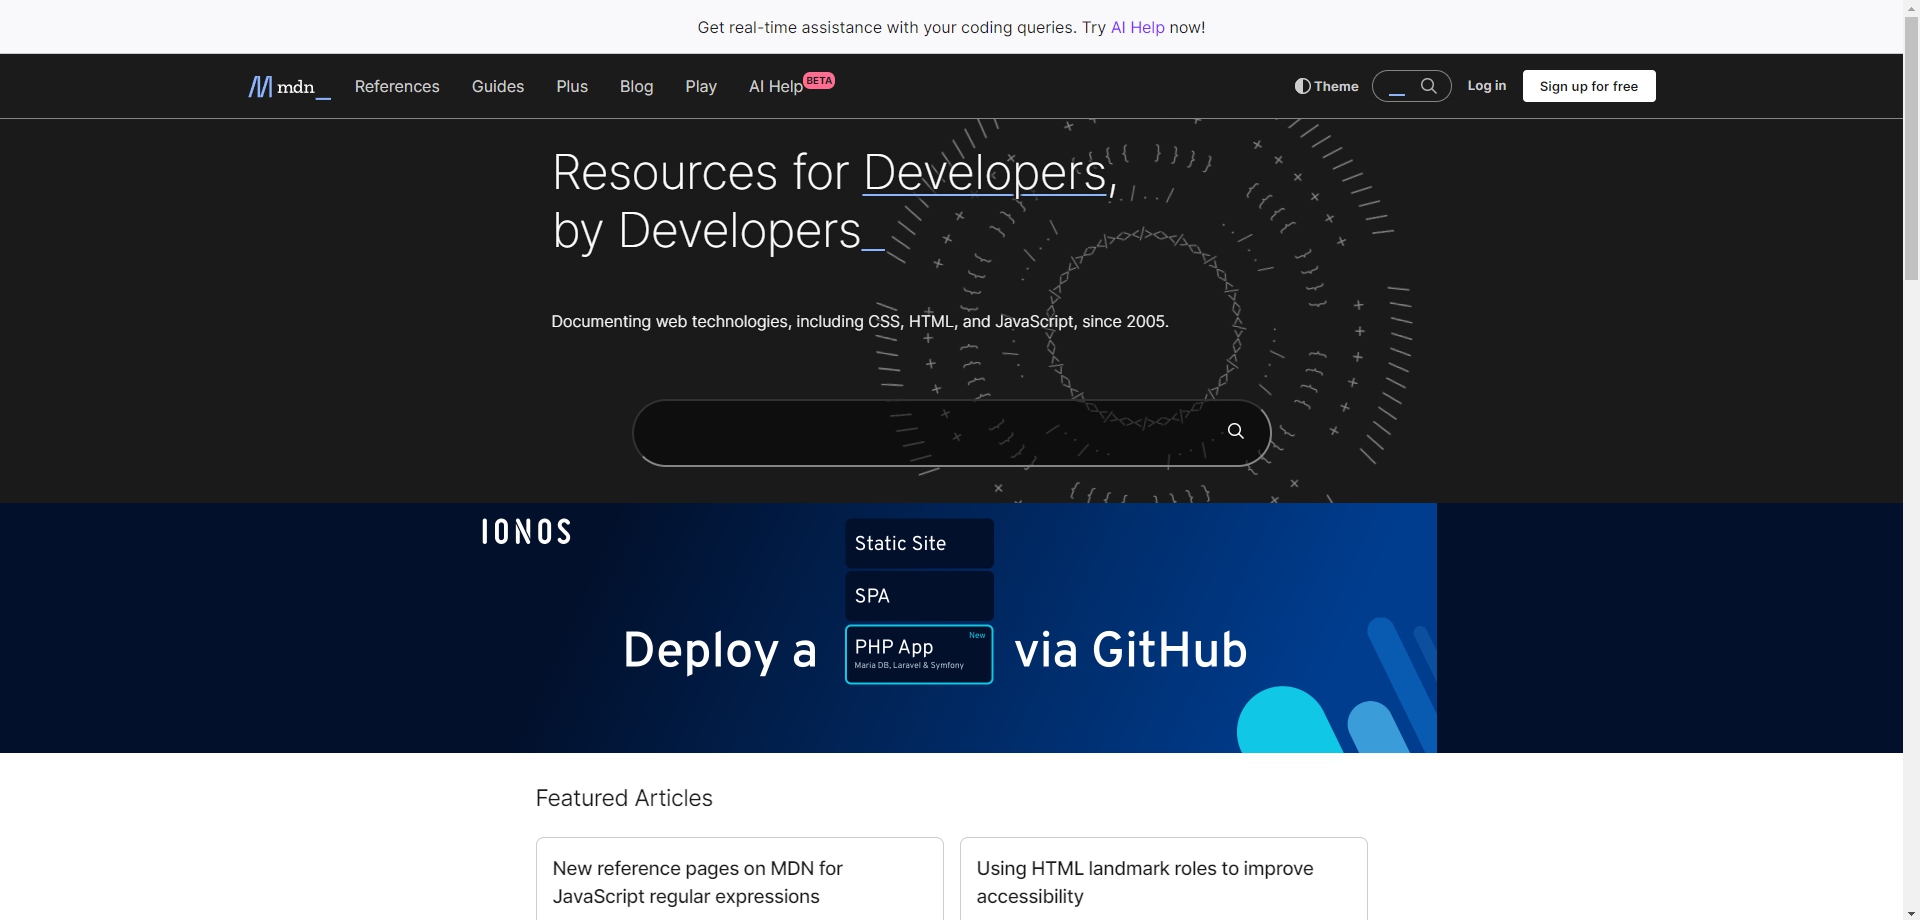 Get real-time assistance with your coding queries. Try AI Help now!
mdn_
References
Guides
Plus
Blog
Play
AI Help BETA
Theme
_
Log in
Sign up for free
Resources for Developers,
by Developers_
Documenting web technologies, including CSS, HTML, and JavaScript, since 2005.
IONOS
Static Site
SPA
Deploy a
PHP App
New
Maria DB, Laravel & Symfony
via GitHub
Featured Articles
New reference pages on MDN for
JavaScript regular expressions
Using HTML landmark roles to improve
accessibility